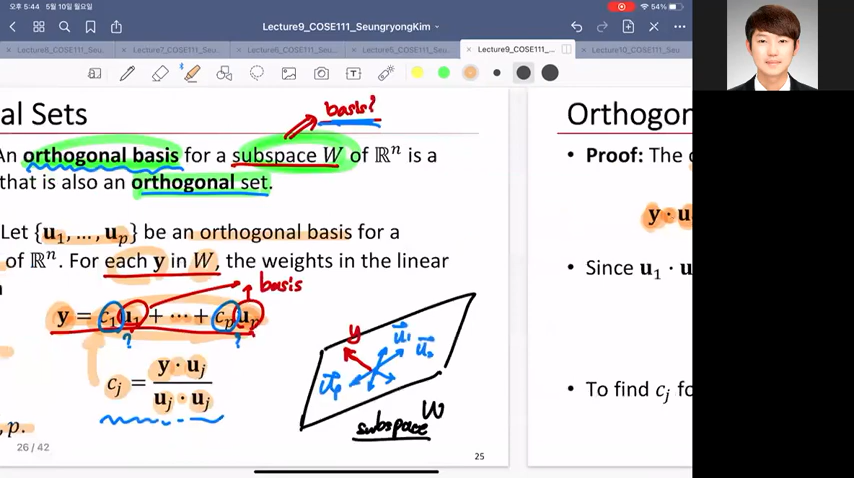 오후 5:44 5월 10일 월요일
54%
Lecture9_COSE111_SeungryongKim
Lecture8_COSE111_Seu...
Lecture7_COSE111_Seu...
Lecture6_COSE111_Seu...
Lecture9_COSE111_...
Lecture10_COSE111_Seu...
al Sets
basis?
An orthogonal basis for a subspace W of ℝⁿ is a
that is also an orthogonal set.
Let {u₁, …, uₚ} be an orthogonal basis for a
of ℝⁿ. For each y in W, the weights in the linear
basis
y = c₁u₁ + ⋯ + cₚuₚ
? ?
cⱼ = y · uⱼ / uⱼ · uⱼ
y
u₁
u₂
uₚ
W
subspace
, p.
26 / 42
25
Orthogon
• Proof: The
y · u
• Since u₁ · u
• To find cⱼ fo